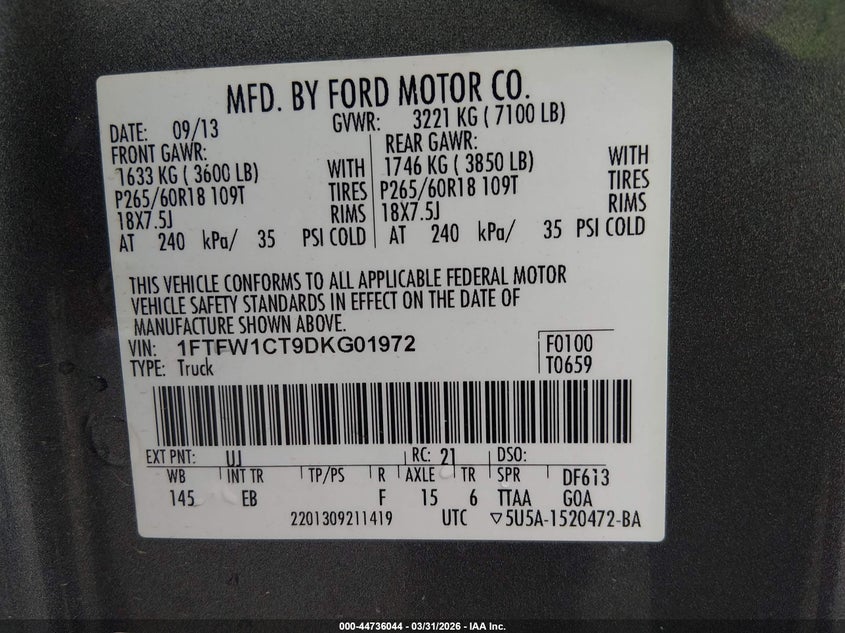 MFD. BY FORD MOTOR CO.
DATE: 09/13 GVWR: 3221 KG ( 7100 LB)
FRONT GAWR: REAR GAWR:
1633 KG ( 3600 LB) WITH 1746 KG ( 3850 LB) WITH
P265/60R18 109T TIRES P265/60R18 109T TIRES
18X7.5J RIMS 18X7.5J RIMS
AT 240 kPa/ 35 PSI COLD AT 240 kPa/ 35 PSI COLD
THIS VEHICLE CONFORMS TO ALL APPLICABLE FEDERAL MOTOR
VEHICLE SAFETY STANDARDS IN EFFECT ON THE DATE OF
MANUFACTURE SHOWN ABOVE.
VIN: 1FTFW1CT9DKG01972 F0100
TYPE: Truck T0659
EXT PNT: UJ RC: 21 DSO:
WB INT TR TP/PS R AXLE TR SPR DF613
145 EB F 15 6 TTAA GOA
2201309211419 UTC ▽5U5A-1520472-BA
000-44736044 / 03/31/2026 - IAA Inc.